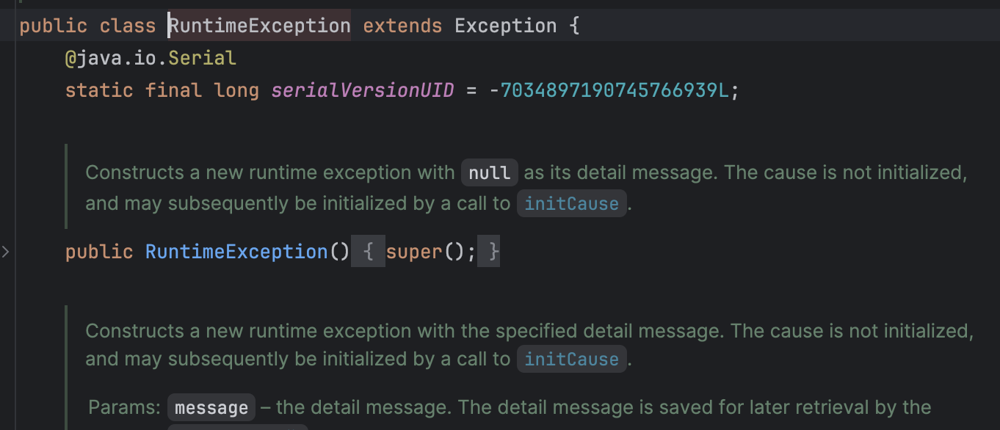 public class RuntimeException extends Exception {
@java.io.Serial
static final long serialVersionUID = -7034897190745766939L;
Constructs a new runtime exception with null as its detail message. The cause is not initialized,
and may subsequently be initialized by a call to initCause.
public RuntimeException() { super(); }
Constructs a new runtime exception with the specified detail message. The cause is not initialized,
and may subsequently be initialized by a call to initCause.
Params: message – the detail message. The detail message is saved for later retrieval by the